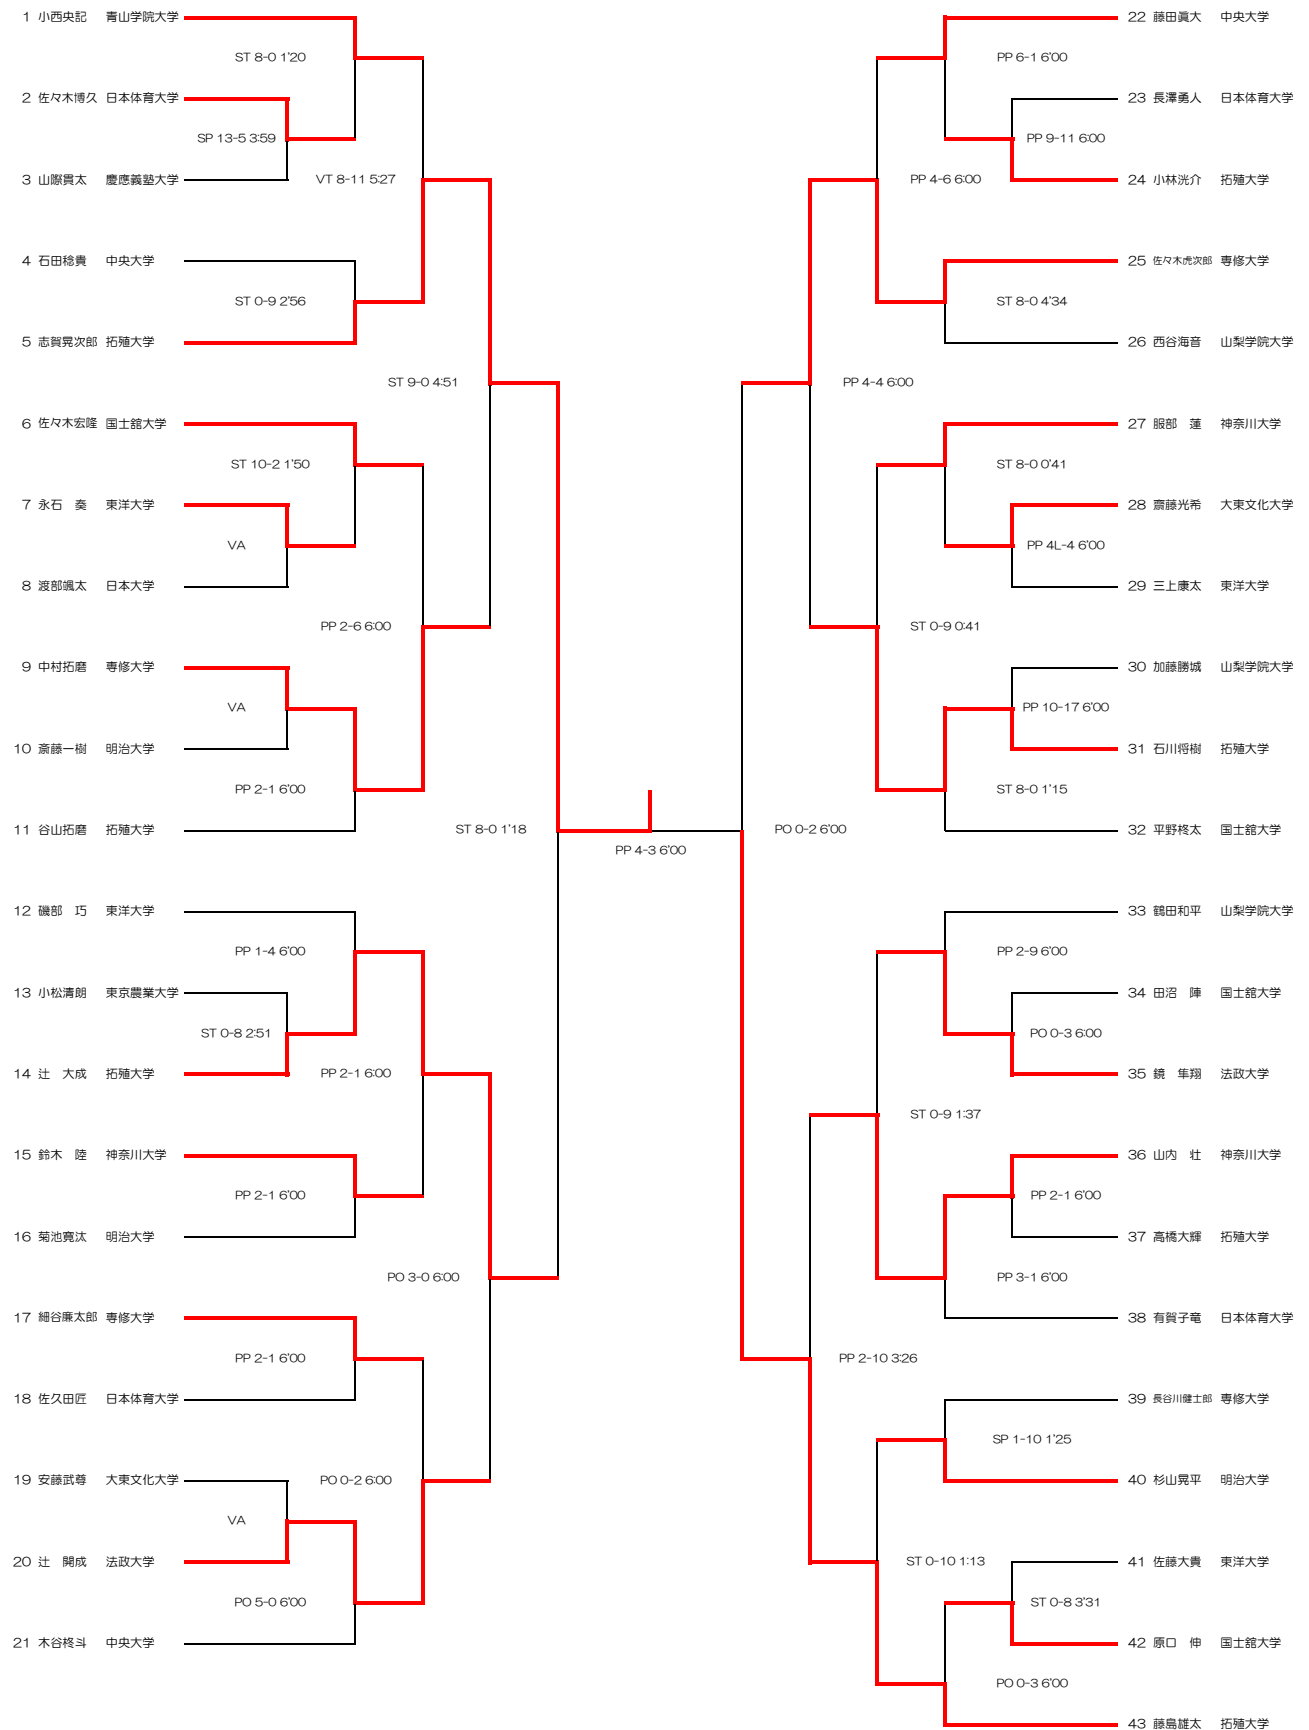 1 小西央記 青山学院大学
ST 8-0 1'20
2 佐々木博久 日本体育大学
SP 13-5 3:59
3 山際貫太 慶應義塾大学
VT 8-11 5:27
4 石田稔貴 中央大学
ST 0-9 2'56
5 志賀晃次郎 拓殖大学
ST 9-0 4:51
6 佐々木宏隆 国士舘大学
ST 10-2 1'50
7 永石 奏 東洋大学
VA
8 渡部颯太 日本大学
PP 2-6 6:00
9 中村拓磨 専修大学
VA
10 斎藤一樹 明治大学
PP 2-1 6'00
11 谷山拓磨 拓殖大学
ST 8-0 1'18
12 磯部 巧 東洋大学
PP 1-4 6'00
13 小松清朗 東京農業大学
ST 0-8 2:51
14 辻 大成 拓殖大学
PP 2-1 6:00
15 鈴木 陸 神奈川大学
PP 2-1 6'00
16 菊池寛汰 明治大学
PO 3-0 6:00
17 細谷廉太郎 専修大学
PP 2-1 6'00
18 佐久田匠 日本体育大学
19 安藤武尊 大東文化大学
PO 0-2 6:00
VA
20 辻 開成 法政大学
PO 5-0 6'00
21 木谷柊斗 中央大学
PP 4-3 6'00
22 藤田眞大 中央大学
PP 6-1 6'00
23 長澤勇人 日本体育大学
PP 9-11 6:00
24 小林洸介 拓殖大学
PP 4-6 6:00
25 佐々木虎次郎 専修大学
ST 8-0 4'34
26 西谷海音 山梨学院大学
PP 4-4 6:00
27 服部 蓮 神奈川大学
ST 8-0 0'41
28 齋藤光希 大東文化大学
PP 4L-4 6'00
29 三上康太 東洋大学
ST 0-9 0:41
30 加藤勝城 山梨学院大学
PP 10-17 6'00
31 石川将樹 拓殖大学
ST 8-0 1'15
32 平野柊太 国士舘大学
PO 0-2 6'00
33 鶴田和平 山梨学院大学
PP 2-9 6'00
34 田沼 陣 国士舘大学
PO 0-3 6:00
35 鏡 隼翔 法政大学
ST 0-9 1:37
36 山内 壮 神奈川大学
PP 2-1 6'00
37 高橋大輝 拓殖大学
PP 3-1 6'00
38 有賀子竜 日本体育大学
PP 2-10 3:26
39 長谷川健士郎 専修大学
SP 1-10 1'25
40 杉山晃平 明治大学
ST 0-10 1:13
41 佐藤大貴 東洋大学
ST 0-8 3'31
42 原口 伸 国士舘大学
PO 0-3 6'00
43 藤島雄太 拓殖大学